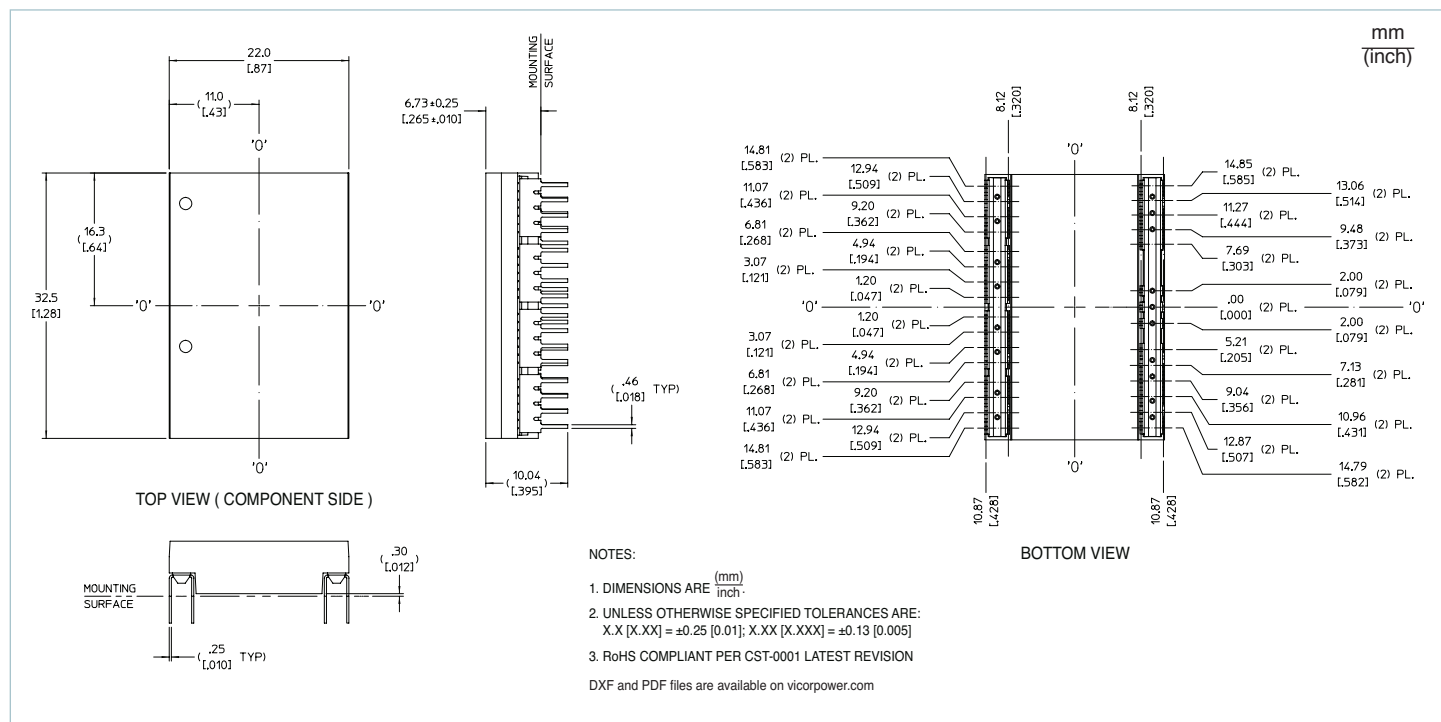 mm
(inch)
22.0
[.87]
( 11.0
[.43] )
'0'
32.5
[1.28]
( 16.3
[.64] )
'0'
'0'
'0'
TOP VIEW ( COMPONENT SIDE )
6.73±0.25
[.265±.010]
MOUNTING
SURFACE
( .46
[.018] TYP)
( 10.04
[.395] )
MOUNTING
SURFACE
( .30
[.012] )
( .25
[.010] TYP)
8.12
[.320]
8.12
[.320]
'0'
14.81
[.583] (2) PL.
12.94
[.509] (2) PL.
11.07
[.436] (2) PL.
9.20
[.362] (2) PL.
6.81
[.268] (2) PL.
4.94
[.194] (2) PL.
3.07
[.121] (2) PL.
1.20
[.047] (2) PL.
'0'
1.20
[.047] (2) PL.
3.07
[.121] (2) PL.
4.94
[.194] (2) PL.
6.81
[.268] (2) PL.
9.20
[.362] (2) PL.
11.07
[.436] (2) PL.
12.94
[.509] (2) PL.
14.81
[.583] (2) PL.
14.85
[.585] (2) PL.
13.06
[.514] (2) PL.
11.27
[.444] (2) PL.
9.48
[.373] (2) PL.
7.69
[.303] (2) PL.
2.00
[.079] (2) PL.
.00
[.000] (2) PL.
'0'
2.00
[.079] (2) PL.
5.21
[.205] (2) PL.
7.13
[.281] (2) PL.
9.04
[.356] (2) PL.
10.96
[.431] (2) PL.
12.87
[.507] (2) PL.
14.79
[.582] (2) PL.
'0'
10.87
[.428]
10.87
[.428]
BOTTOM VIEW
NOTES:
1. DIMENSIONS ARE (mm)
inch.
2. UNLESS OTHERWISE SPECIFIED TOLERANCES ARE:
X.X [X.XX] = ±0.25 [0.01]; X.XX [X.XXX] = ±0.13 [0.005]
3. RoHS COMPLIANT PER CST-0001 LATEST REVISION
DXF and PDF files are available on vicorpower.com